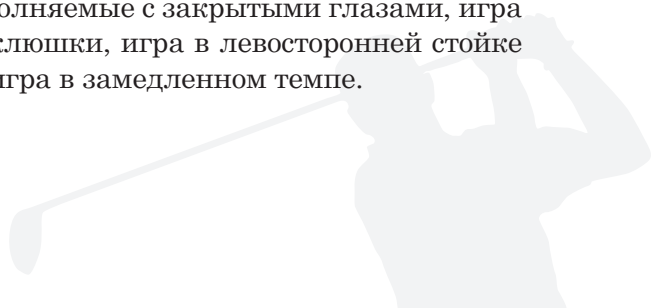 олняемые с закрытыми глазами, игра
клюшки, игра в левосторонней стойке
игра в замедленном темпе.